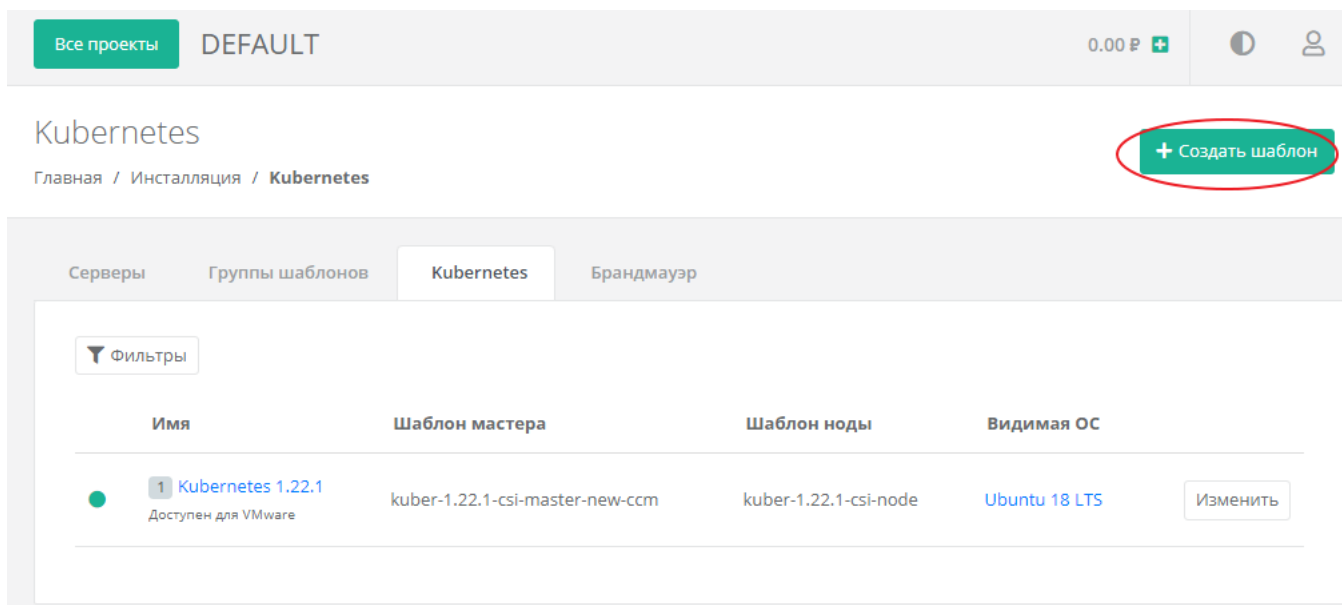 Все проекты DEFAULT 0.00 ₽
Kubernetes
+ Создать шаблон
Главная / Инсталляция / Kubernetes
Серверы Группы шаблонов Kubernetes Брандмауэр
Фильтры
Имя Шаблон мастера Шаблон ноды Видимая ОС
1 Kubernetes 1.22.1 kuber-1.22.1-csi-master-new-ccm kuber-1.22.1-csi-node Ubuntu 18 LTS Изменить
Доступен для VMware